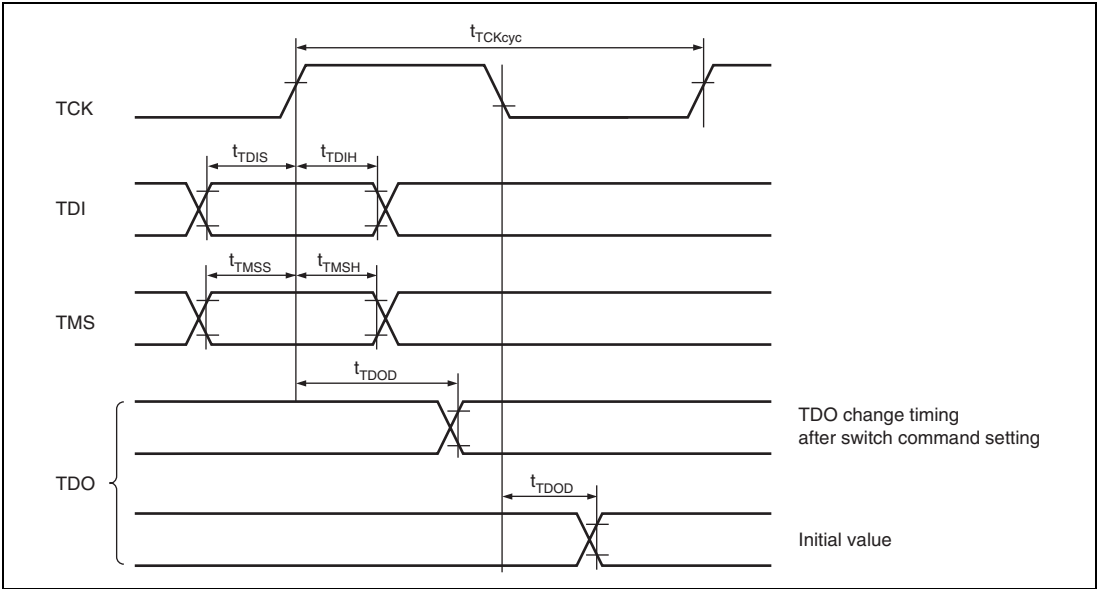 tTCKcyc
TCK
tTDIS
tTDIH
TDI
tTMSS
tTMSH
TMS
tTDOD
TDO change timing
after switch command setting
TDO
tTDOD
Initial value